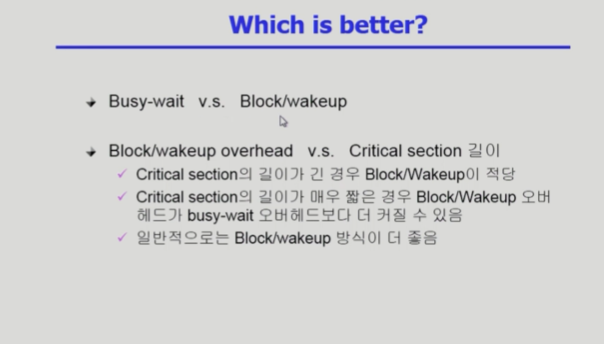 Which is better?
Busy-wait v.s. Block/wakeup
Block/wakeup overhead v.s. Critical section 길이
Critical section의 길이가 긴 경우 Block/Wakeup이 적당
Critical section의 길이가 매우 짧은 경우 Block/Wakeup 오버
헤드가 busy-wait 오버헤드보다 더 커질 수 있음
일반적으로는 Block/wakeup 방식이 더 좋음